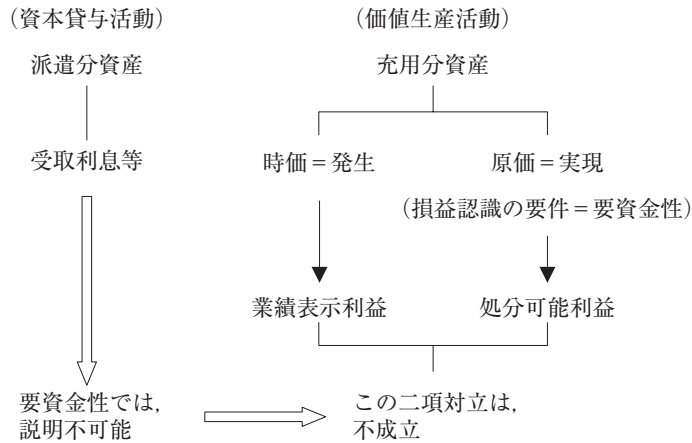 （資本貸与活動）
（価値生産活動）
派遣分資産
充用分資産
受取利息等
時価＝発生
原価＝実現
（損益認識の要件＝要資金性）
業績表示利益
処分可能利益
要資金性では，
説明不可能
この二項対立は，
不成立